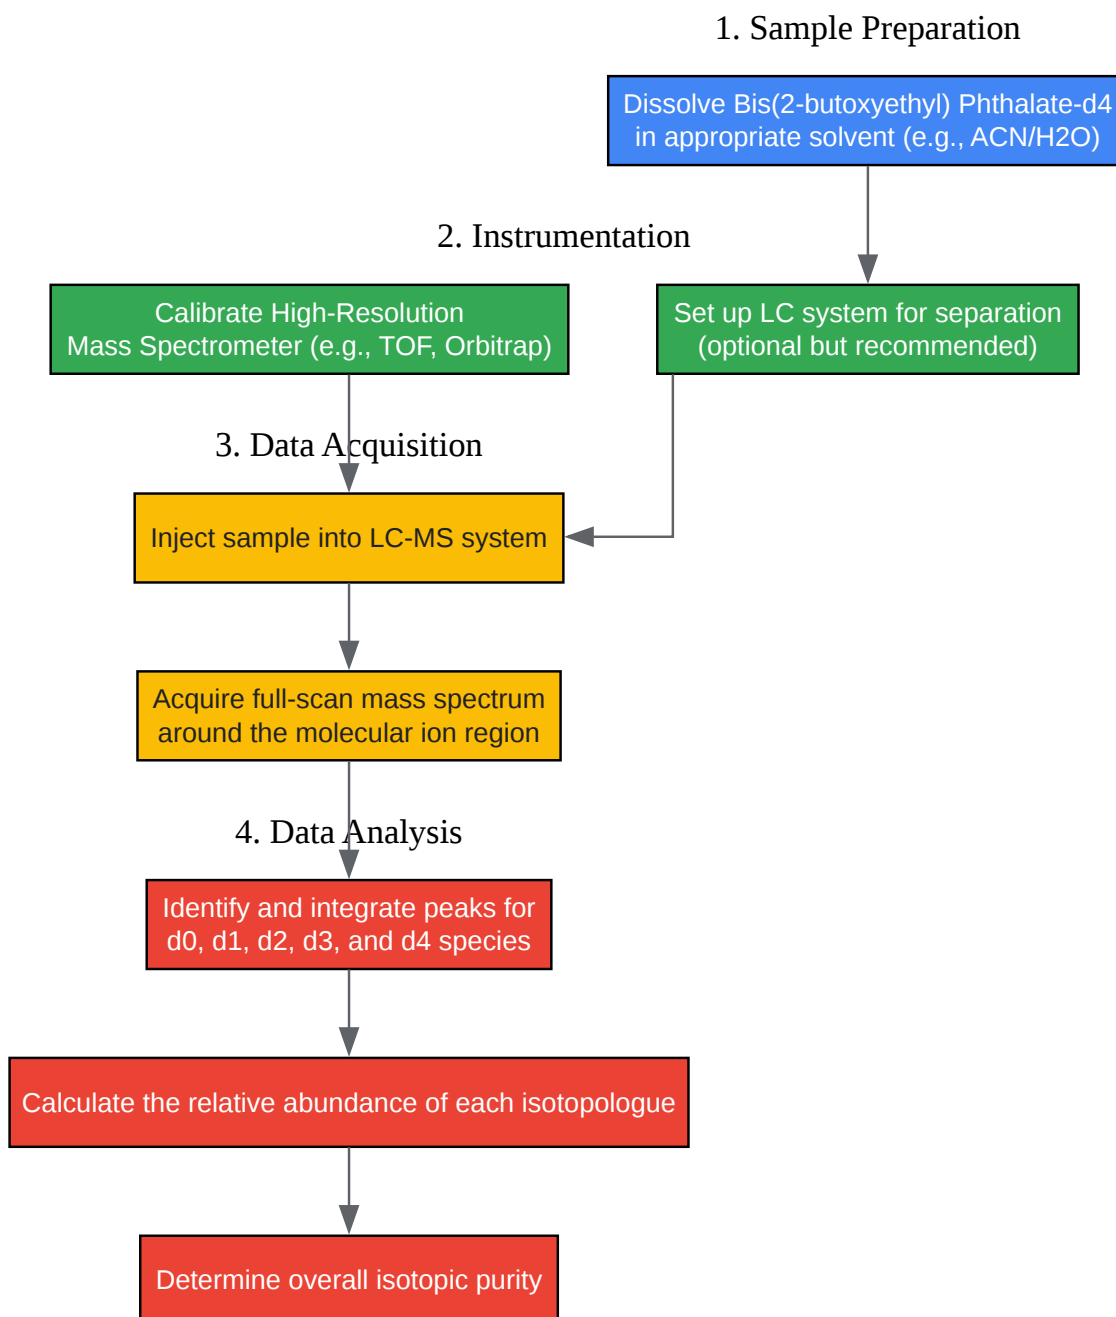 1. Sample Preparation
Dissolve Bis(2-butoxyethyl) Phthalate-d4
in appropriate solvent (e.g., ACN/H2O)
2. Instrumentation
Calibrate High-Resolution
Mass Spectrometer (e.g., TOF, Orbitrap)
Set up LC system for separation
(optional but recommended)
3. Data Acquisition
Inject sample into LC-MS system
Acquire full-scan mass spectrum
around the molecular ion region
4. Data Analysis
Identify and integrate peaks for
d0, d1, d2, d3, and d4 species
Calculate the relative abundance of each isotopologue
Determine overall isotopic purity